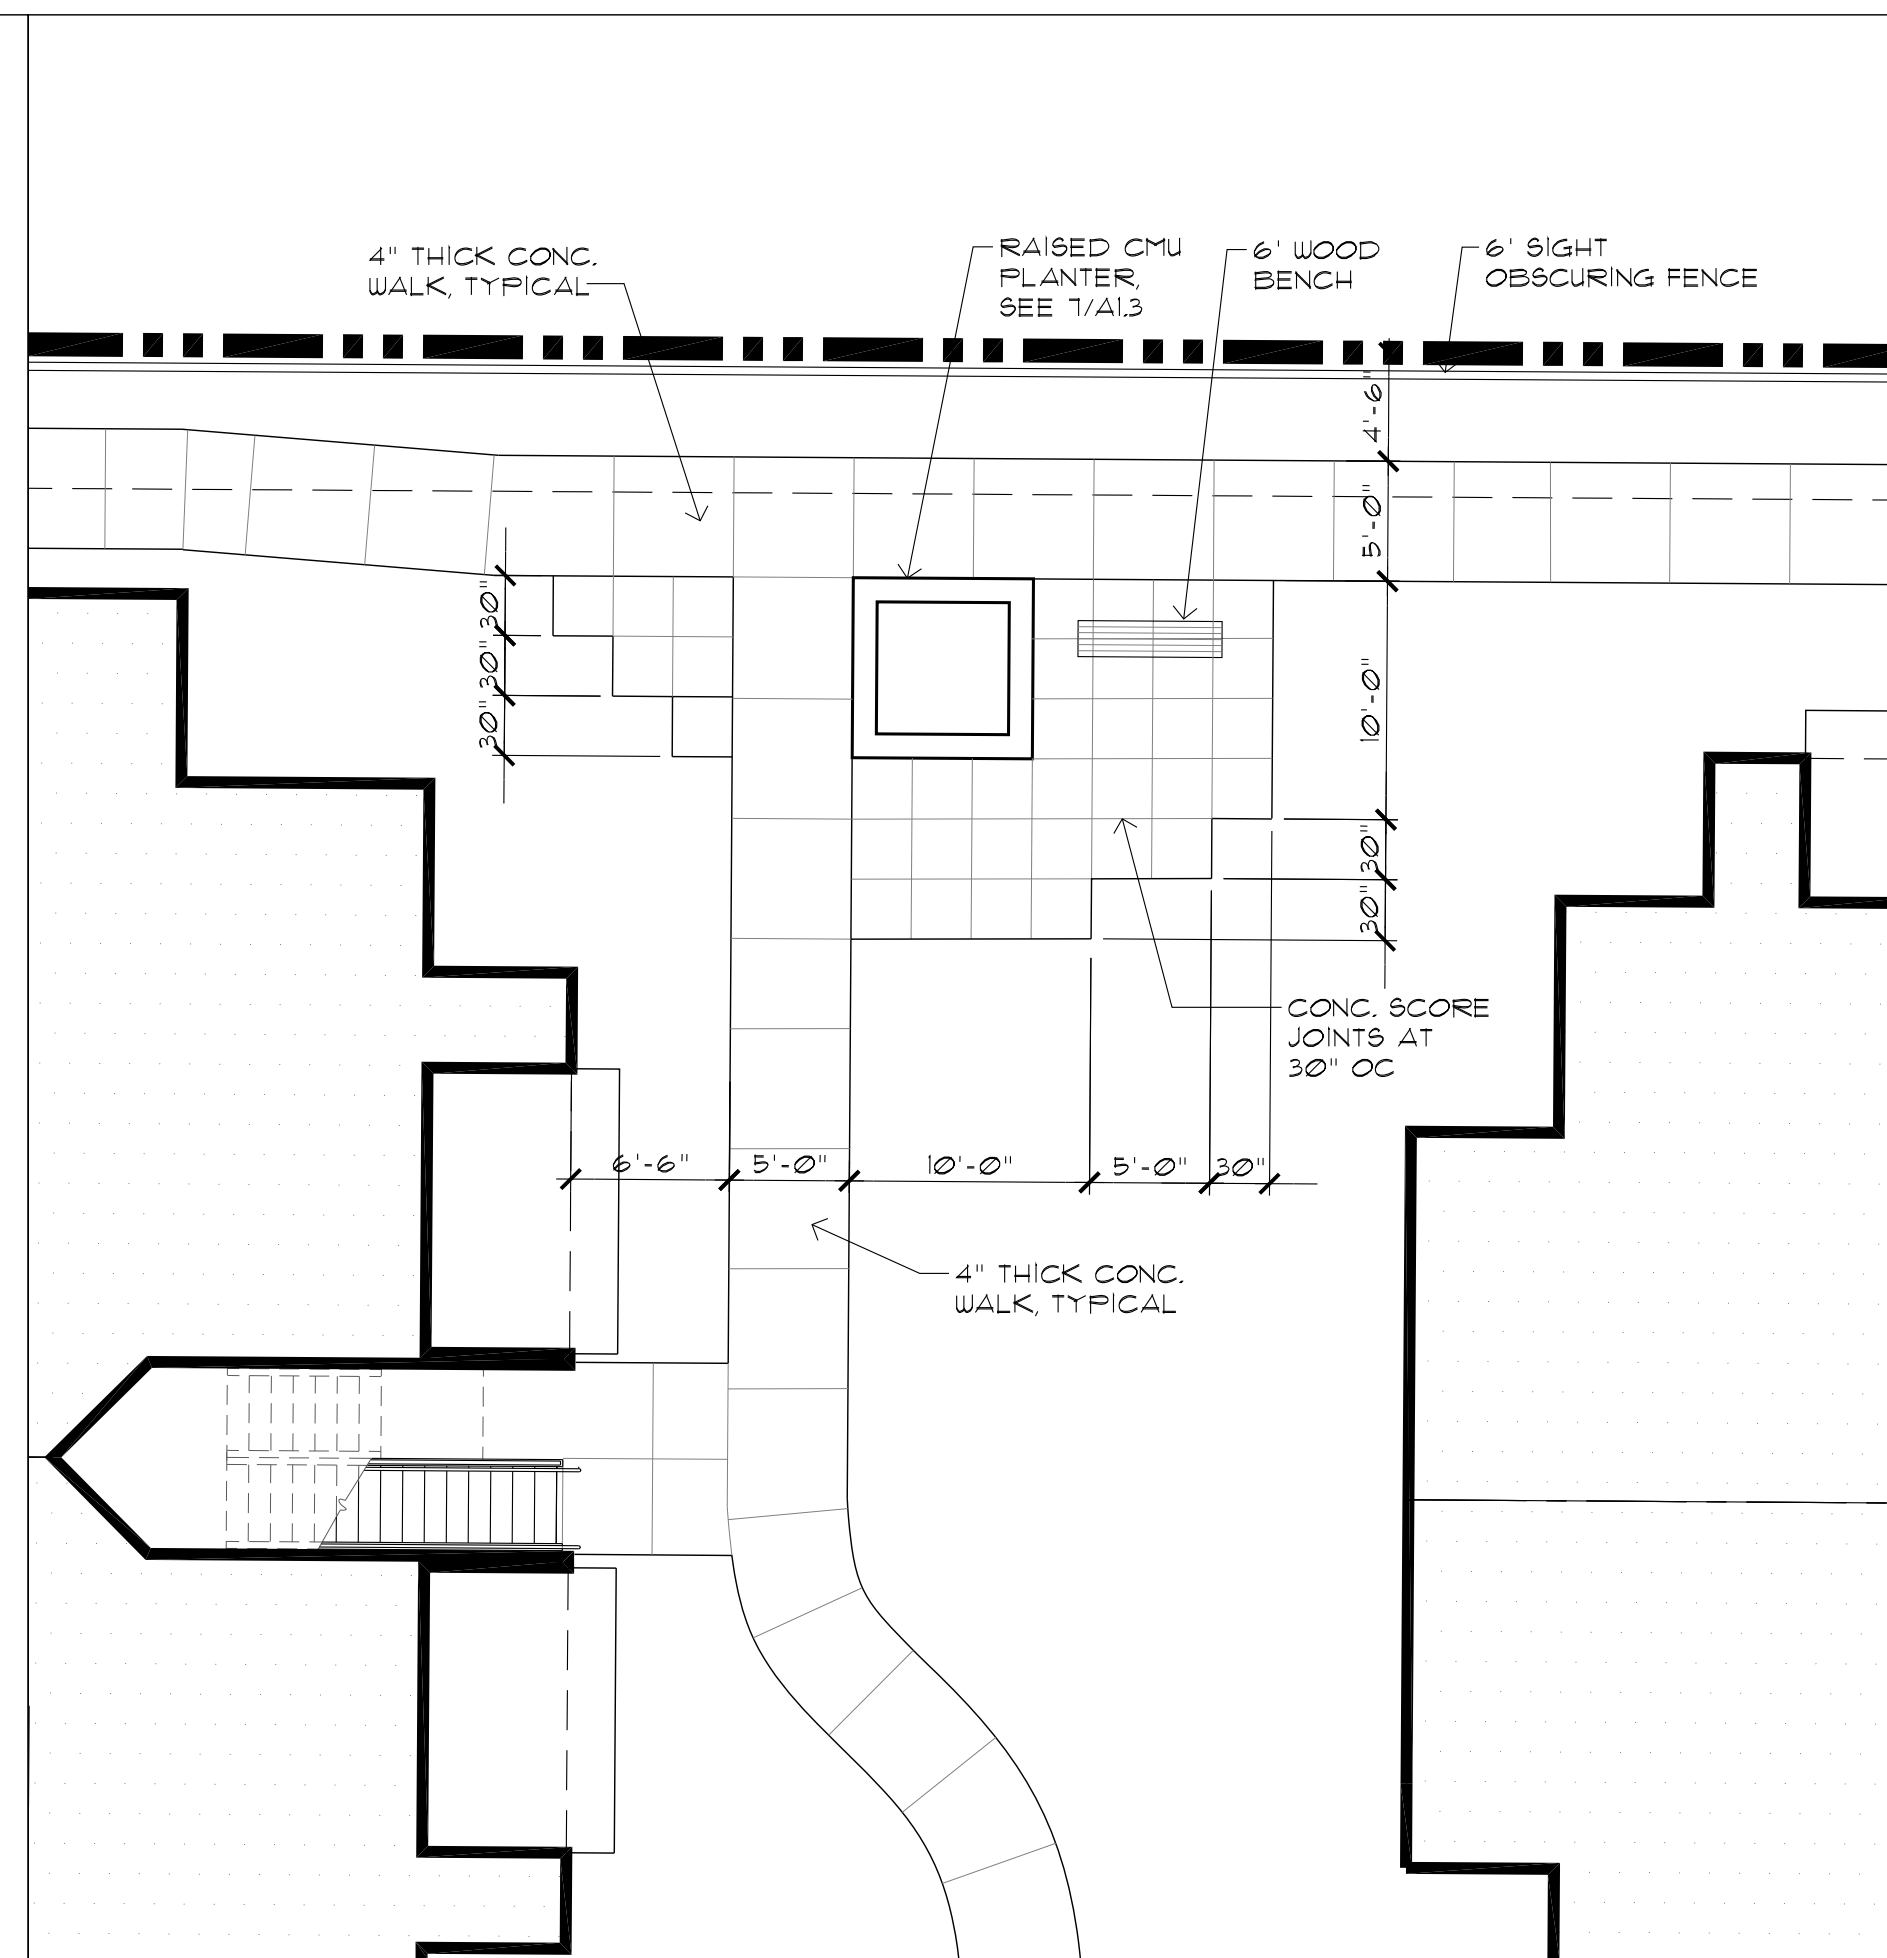 4" THICK CONC.
WALK, TYPICAL
RAISED CMU
PLANTER,
SEE 7/A1.3
6' WOOD
BENCH
6' SIGHT
OBSCURING FENCE
4'-6"
5'-0"
30"
30"
30"
10'-0"
30"
30"
CONC. SCORE
JOINTS AT
30" OC
6'-6"
5'-0"
10'-0"
5'-0"
30"
4" THICK CONC.
WALK, TYPICAL